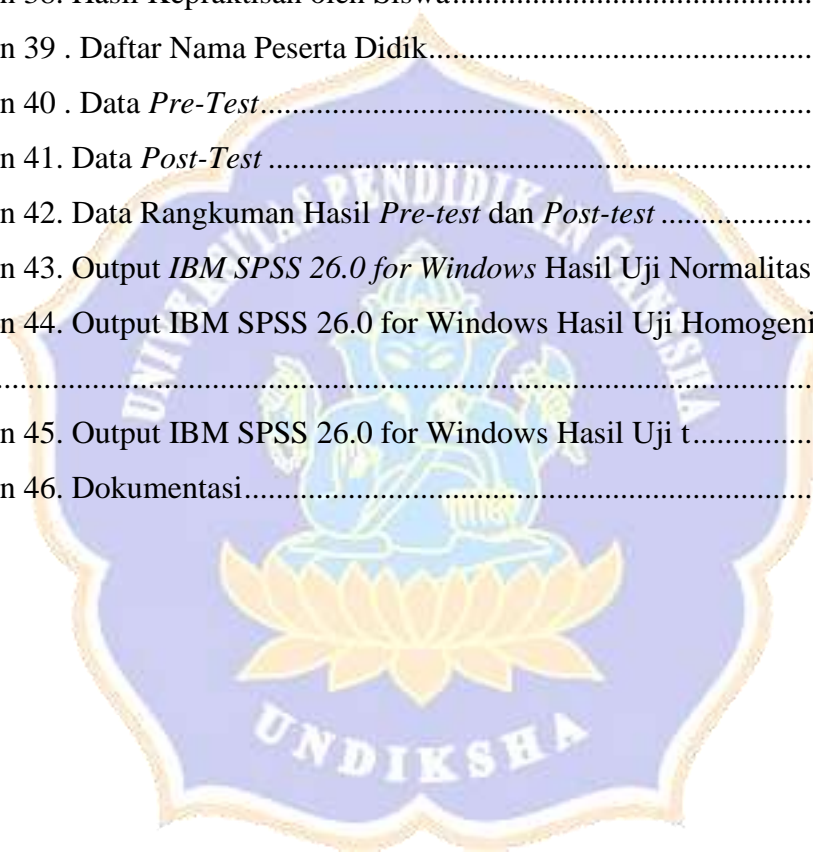 n 38. Hasil Kepraktisan oleh Siswa....................................................
n 39 . Daftar Nama Peserta Didik.......................................................
n 40 . Data Pre-Test..............................................................................
n 41. Data Post-Test .............................................................................
n 42. Data Rangkuman Hasil Pre-test dan Post-test .....................
n 43. Output IBM SPSS 26.0 for Windows Hasil Uji Normalitas
n 44. Output IBM SPSS 26.0 for Windows Hasil Uji Homogeni
...............................................................................................................
n 45. Output IBM SPSS 26.0 for Windows Hasil Uji t.................
n 46. Dokumentasi................................................................................
UNIVERSITAS PENDIDIKAN GANESHA
UNDIKSHA